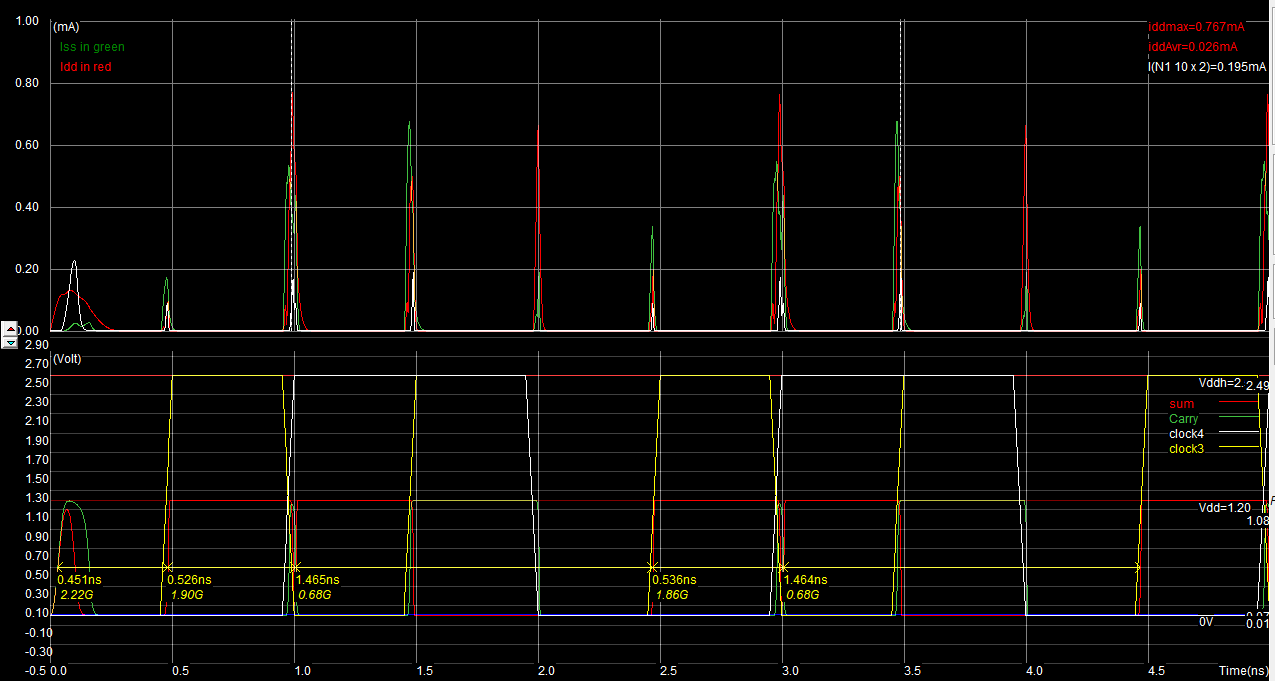 1.00
(mA)
iddmax=0.767mA
Iss in green
iddAvr=0.026mA
Idd in red
I(N1 10 x 2)=0.195mA
0.80
0.60
0.40
0.20
0.00
2.90
2.70
(Volt)
2.50
Vddh=2. 2.49
2.30
sum
2.10
Carry
1.90
clock4
1.70
clock3
1.50
1.30
1.10
Vdd=1.20
1.08
0.90
0.70
0.50
0.451ns 0.526ns 1.465ns 0.536ns 1.464ns
0.30
2.22G 1.90G 0.68G 1.86G 0.68G
0.10
0V 0.01
-0.10
-0.30
-0.5 0.0 0.5 1.0 1.5 2.0 2.5 3.0 3.5 4.0 4.5 Time(ns)